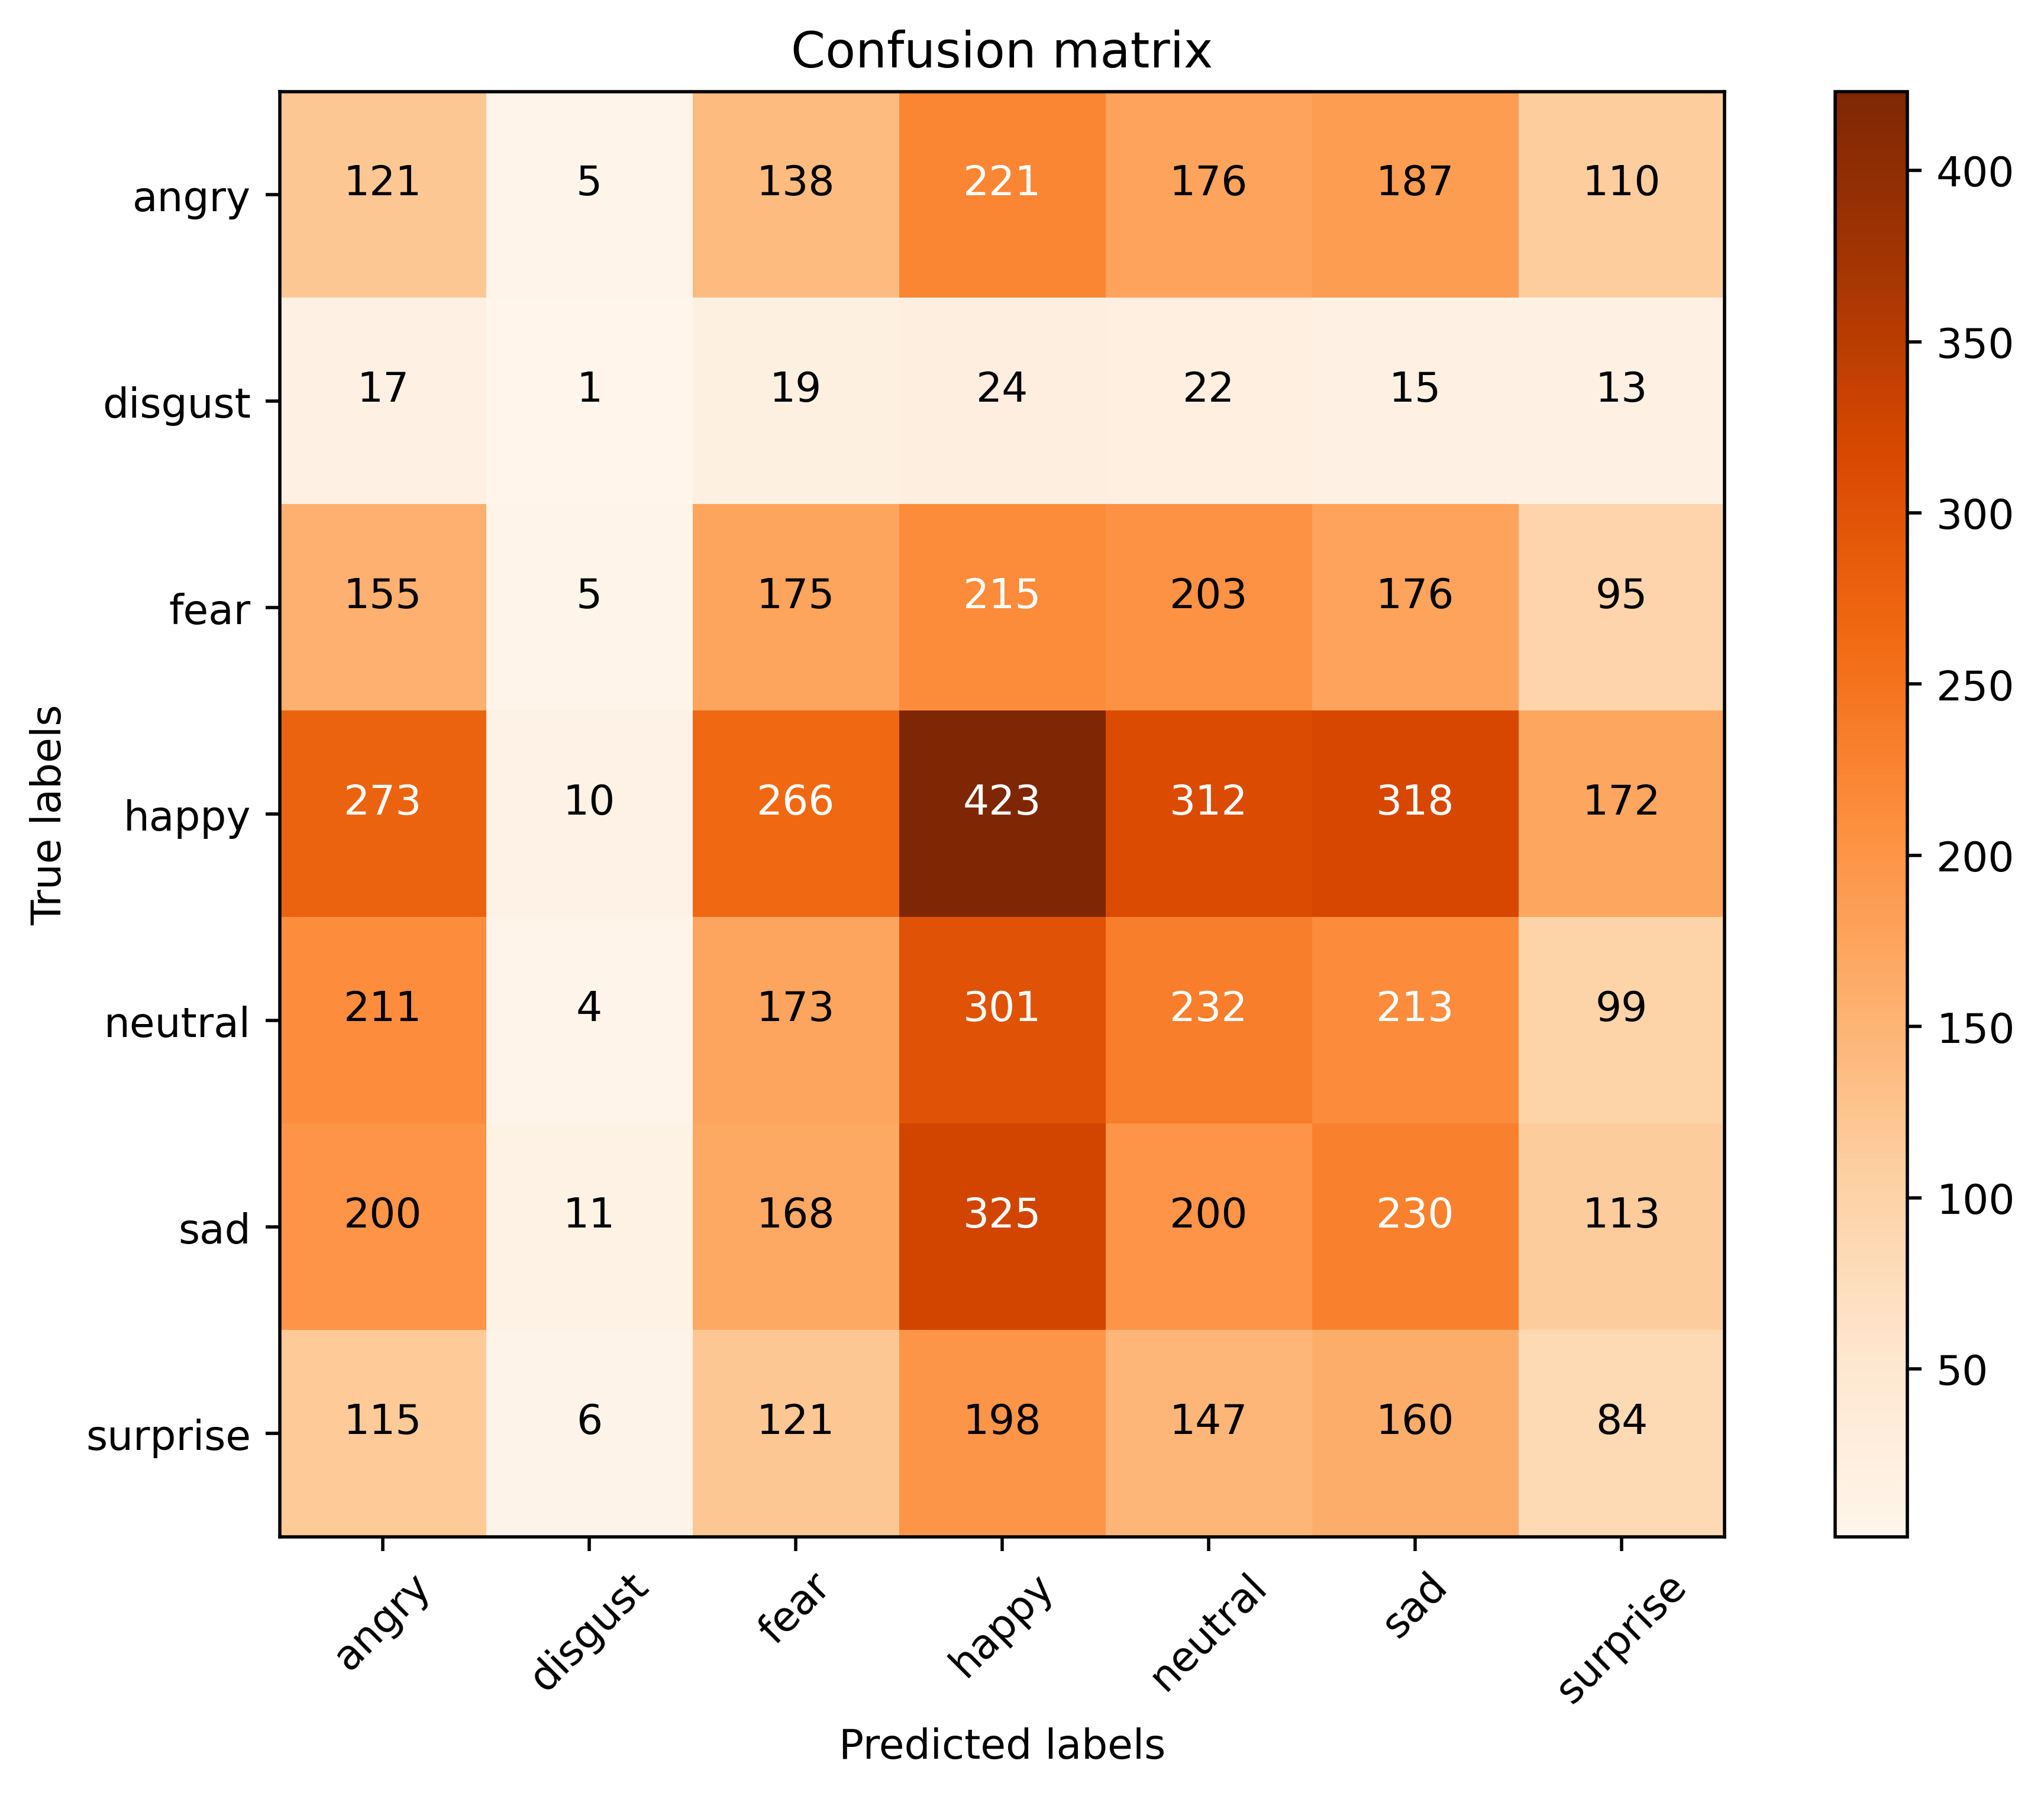 Confusion matrix
angry 121 5 138 221 176 187 110
disgust 17 1 19 24 22 15 13
fear 155 5 175 215 203 176 95
happy 273 10 266 423 312 318 172
neutral 211 4 173 301 232 213 99
sad 200 11 168 325 200 230 113
surprise 115 6 121 198 147 160 84
angry disgust fear happy neutral sad surprise
Predicted labels
True labels
400
350
300
250
200
150
100
50